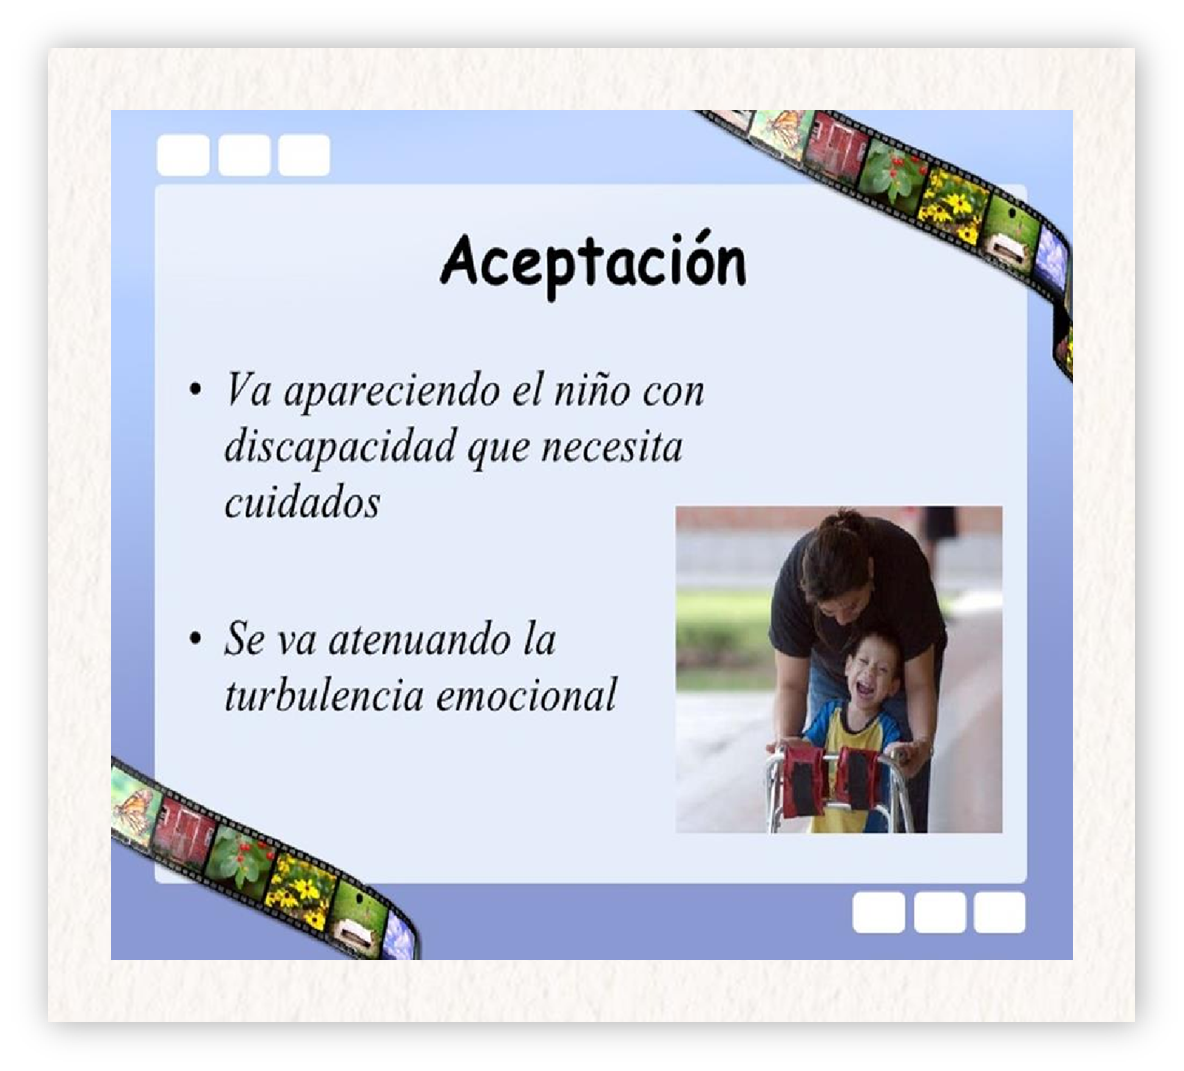 Aceptación
• Va apareciendo el niño con
discapacidad que necesita
cuidados
• Se va atenuando la
turbulencia emocional